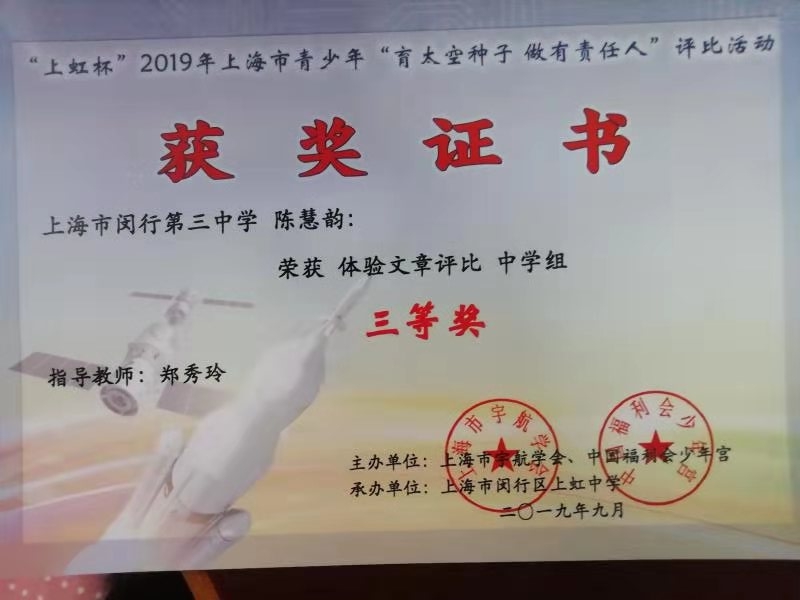 “上虹杯”2019年上海市青少年“育太空种子 做有责任人”评比活动
获奖证书
上海市闵行第三中学 陈慧韵：
荣获 体验文章评比 中学组
三等奖
指导教师：郑秀玲
主办单位：上海市宇航学会、中国福利会少年宫
承办单位：上海市闵行区上虹中学
二〇一九年九月
上海市宇航学会
中国福利会少年宫